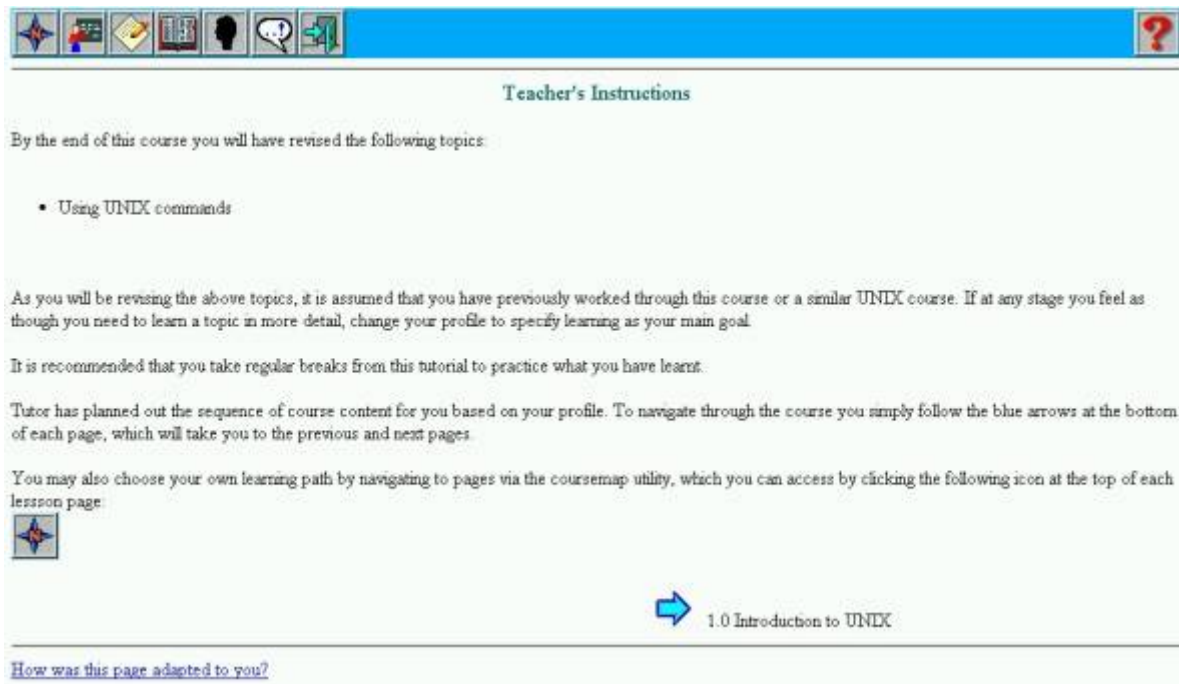 Teacher's Instructions
By the end of this course you will have revised the following topics:
• Using UNIX commands
As you will be revising the above topics, it is assumed that you have previously worked through this course or a similar UNIX course. If at any stage you feel as
though you need to learn a topic in more detail, change your profile to specify learning as your main goal.
It is recommended that you take regular breaks from this tutorial to practice what you have learnt.
Tutor has planned out the sequence of course content for you based on your profile. To navigate through the course you simply follow the blue arrows at the bottom
of each page, which will take you to the previous and next pages.
You may also choose your own learning path by navigating to pages via the coursemap utility, which you can access by clicking the following icon at the top of each
lessson page:
1.0 Introduction to UNIX
How was this page adapted to you?